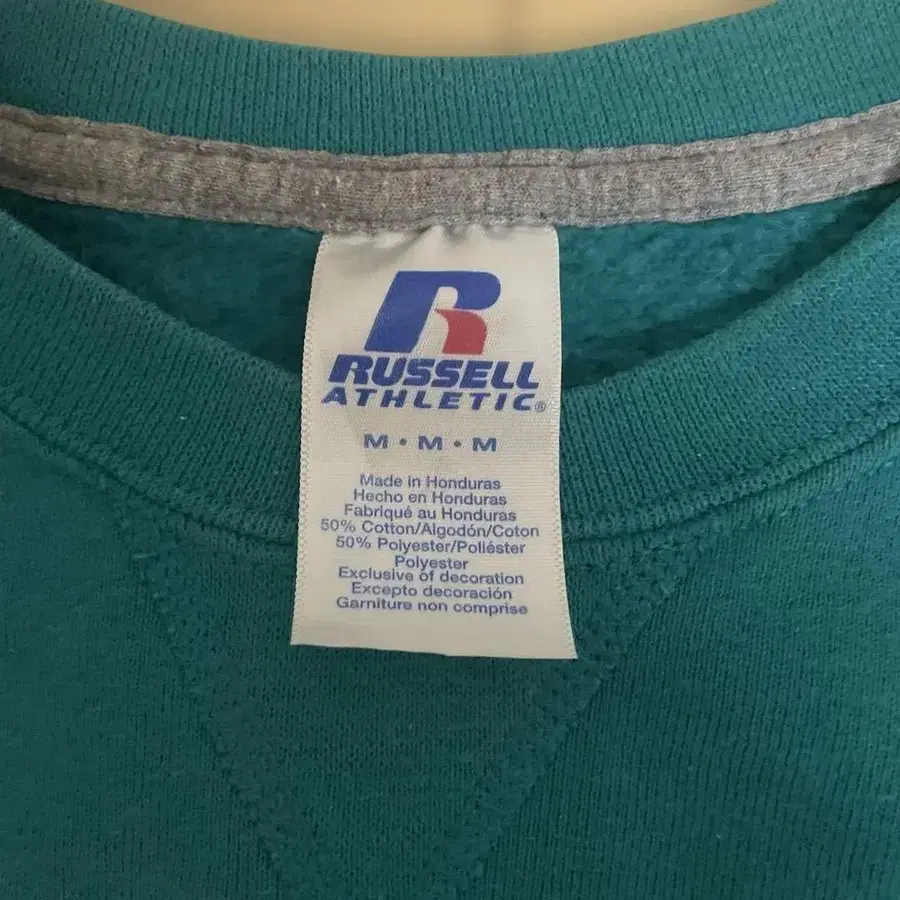 R
RUSSELL
ATHLETIC®
M • M • M
Made in Honduras
Hecho en Honduras
Fabriqué au Honduras
50% Cotton/Algodón/Coton
50% Polyester/Poliéster
Polyester
Exclusive of decoration
Excepto decoración
Garniture non comprise